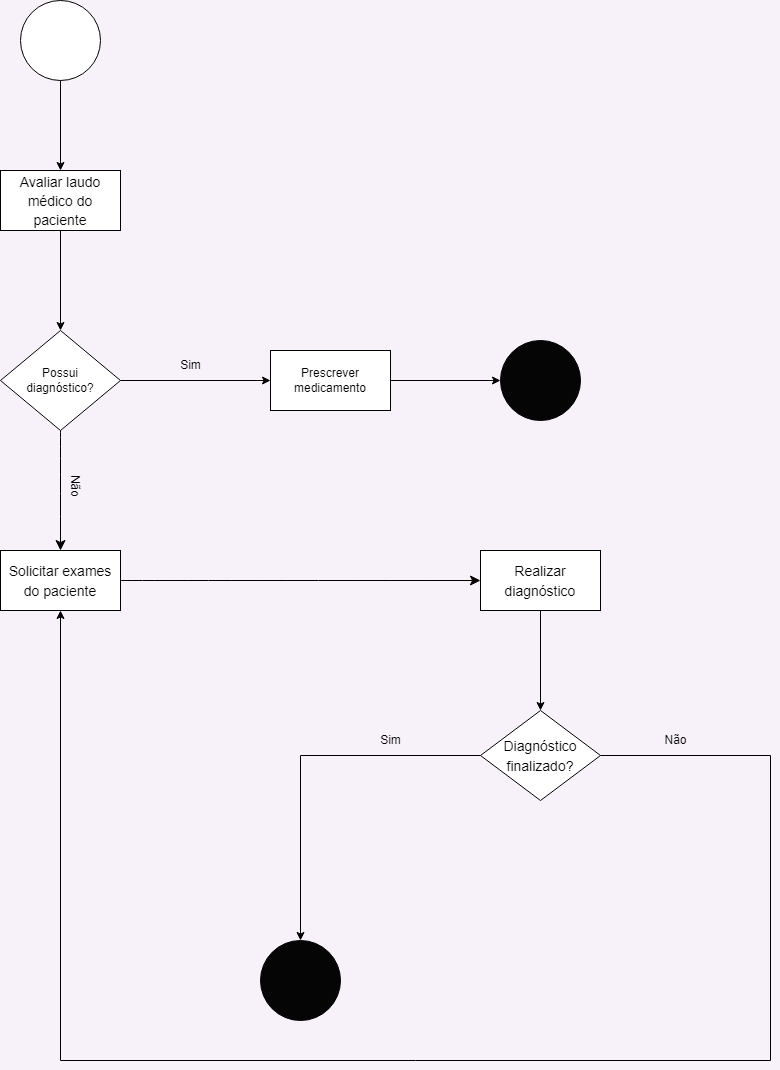 Avaliar laudo
médico do
paciente
Possui
diagnóstico?
Sim
Prescrever
medicamento
Não
Solicitar exames
do paciente
Realizar
diagnóstico
Sim
Diagnóstico
finalizado?
Não